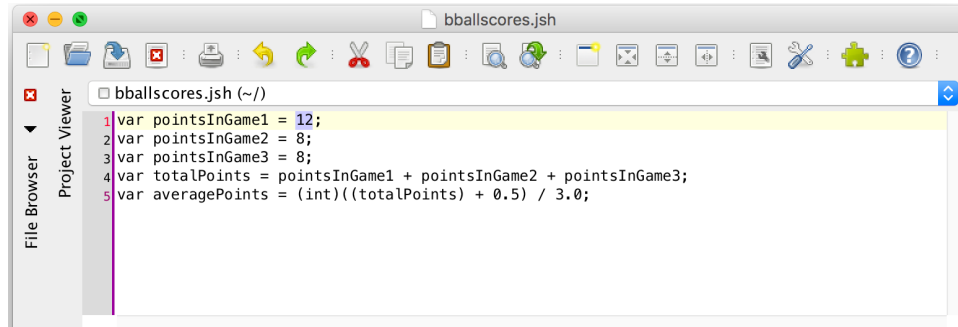 bballscores.jsh
bballscores.jsh (~/)
File Browser
Project Viewer
1 var pointsInGame1 = 12;
2 var pointsInGame2 = 8;
3 var pointsInGame3 = 8;
4 var totalPoints = pointsInGame1 + pointsInGame2 + pointsInGame3;
5 var averagePoints = (int)((totalPoints) + 0.5) / 3.0;